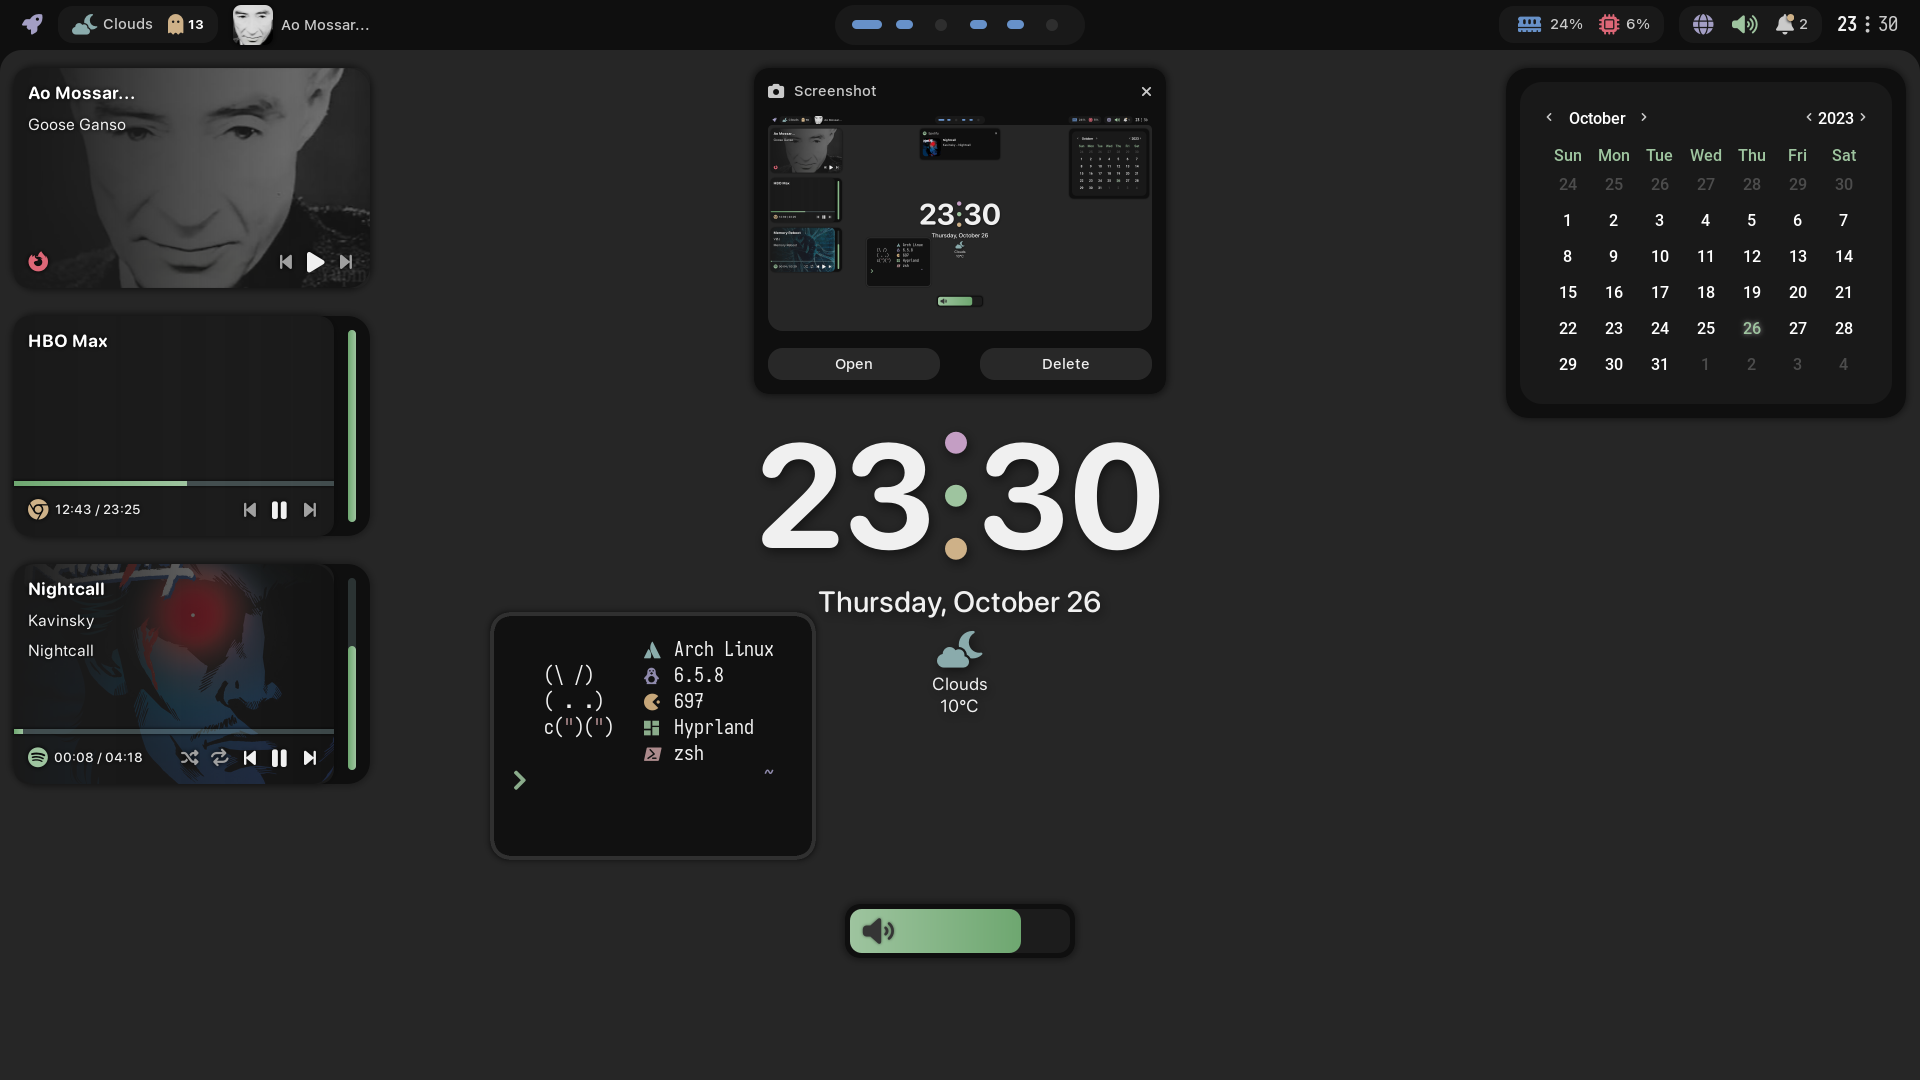 Clouds 13 Ao Mossar... 24% 6% 2 23 : 30
Ao Mossar...
Goose Ganso
HBO Max
12:43 / 23:25
Nightcall
Kavinsky
Nightcall
00:08 / 04:18
Screenshot
23:30
Thursday, October 26
Open Delete
23:30
Thursday, October 26
Clouds
10°C
Arch Linux
(\ /) 6.5.8
( . .) 697
c(")(") Hyprland
zsh
~
October 2023
Sun Mon Tue Wed Thu Fri Sat
24 25 26 27 28 29 30
1 2 3 4 5 6 7
8 9 10 11 12 13 14
15 16 17 18 19 20 21
22 23 24 25 26 27 28
29 30 31 1 2 3 4